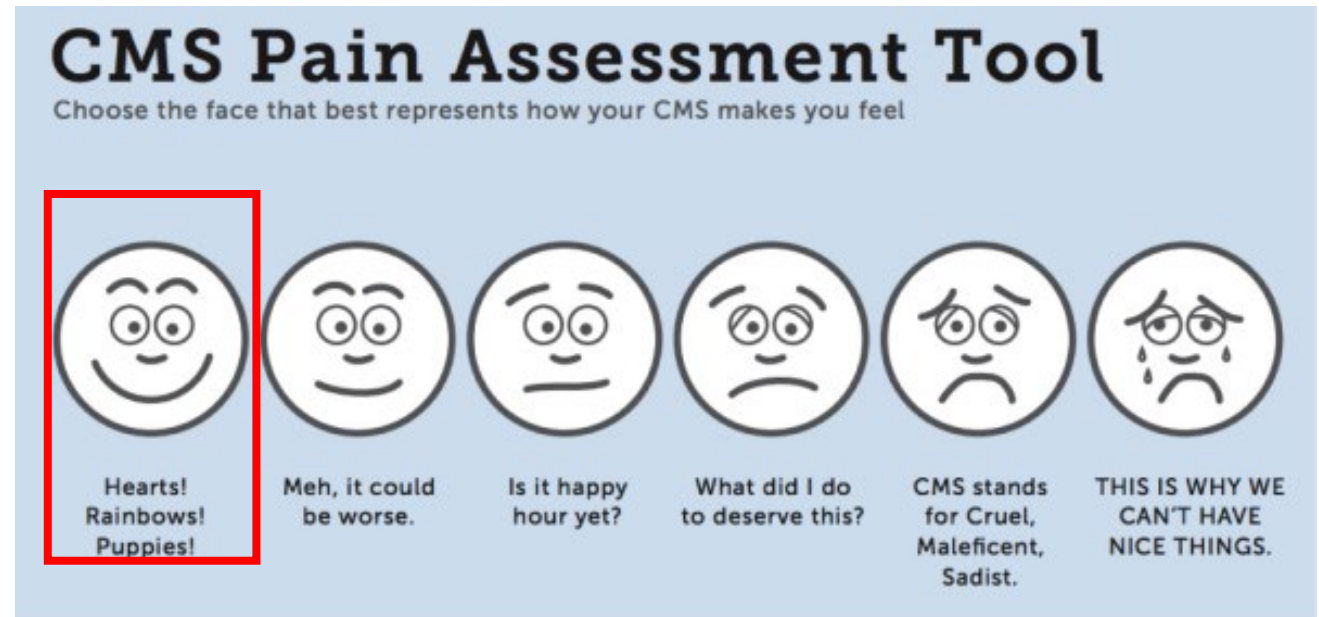 CMS Pain Assessment Tool
Choose the face that best represents how your CMS makes you feel
Hearts!
Rainbows!
Puppies!
Meh, it could
be worse.
Is it happy
hour yet?
What did I do
to deserve this?
CMS stands
for Cruel,
Maleficent,
Sadist.
THIS IS WHY WE
CAN'T HAVE
NICE THINGS.